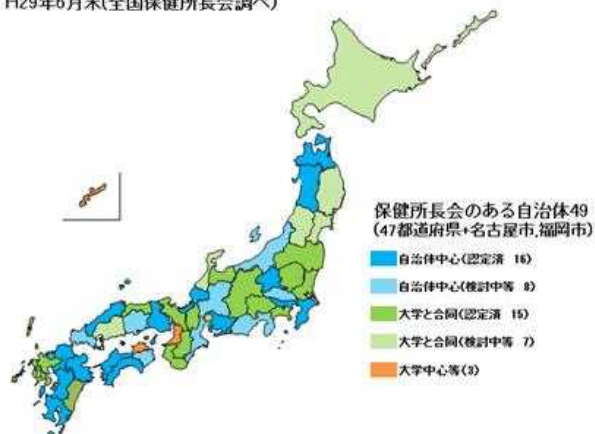 H29年6月末(全国保健所長会調べ)
保健所長会のある自治体49
(47都道府県+名古屋市,福岡市)
自治体中心(認定済 16)
自治体中心(検討中等 8)
大学と合同(認定済 15)
大学と合同(検討中等 7)
大学中心等(3)